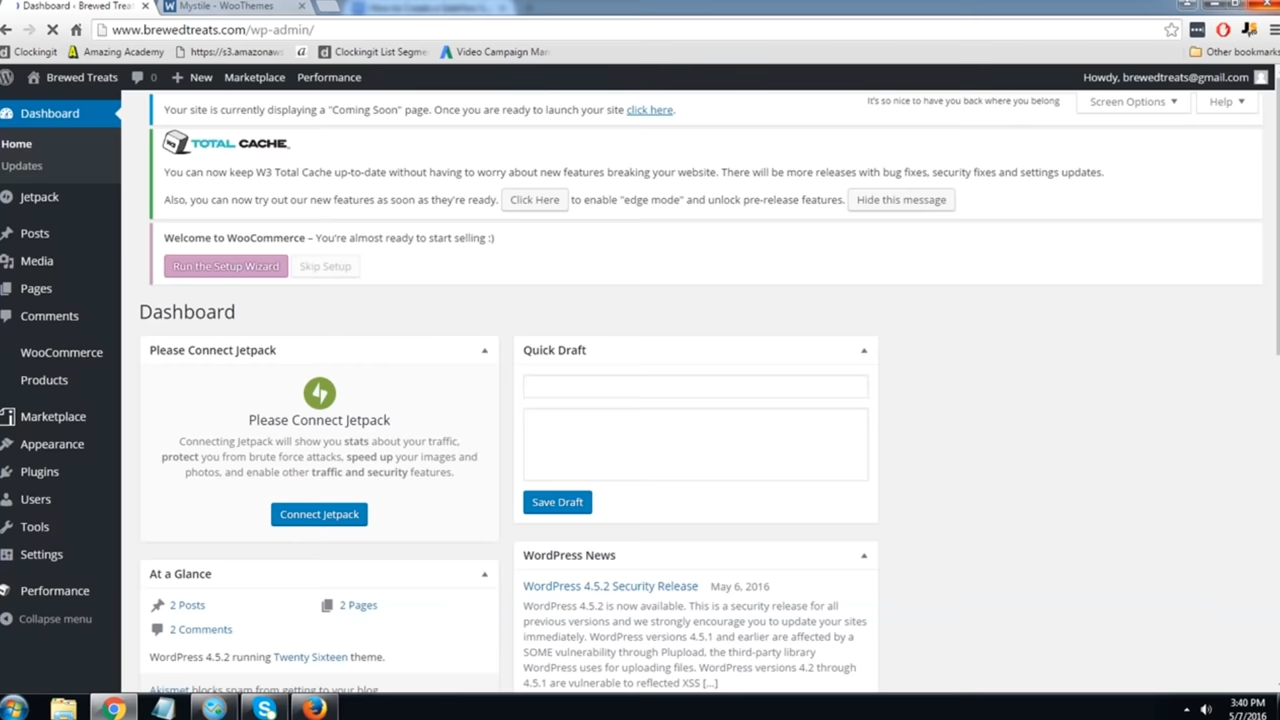 Dashboard ‹ Brewed Treat
Mystile - WooThemes
www.brewedtreats.com/wp-admin/
Clockingit
Amazing Academy
https://s3.amazonaw
Clockingit List Segme
Video Campaign Man
Other bookmarks
Brewed Treats
0
New
Marketplace
Performance
Howdy, brewedtreats@gmail.com
Dashboard
Home
Updates
Jetpack
Posts
Media
Pages
Comments
WooCommerce
Products
Marketplace
Appearance
Plugins
Users
Tools
Settings
Performance
Collapse menu
Your site is currently displaying a "Coming Soon" page. Once you are ready to launch your site click here.
It's so nice to have you back where you belong
Screen Options
Help
W3 TOTAL CACHE
You can now keep W3 Total Cache up-to-date without having to worry about new features breaking your website. There will be more releases with bug fixes, security fixes and settings updates.
Also, you can now try out our new features as soon as they're ready. Click Here to enable "edge mode" and unlock pre-release features. Hide this message
Welcome to WooCommerce – You're almost ready to start selling :)
Run the Setup Wizard
Skip Setup
Dashboard
Please Connect Jetpack
Please Connect Jetpack
Connecting Jetpack will show you stats about your traffic,
protect you from brute force attacks, speed up your images and
photos, and enable other traffic and security features.
Connect Jetpack
At a Glance
2 Posts
2 Pages
2 Comments
WordPress 4.5.2 running Twenty Sixteen theme.
Akismet blocks spam from getting to your blog
Quick Draft
Save Draft
WordPress News
WordPress 4.5.2 Security Release May 6, 2016
WordPress 4.5.2 is now available. This is a security release for all
previous versions and we strongly encourage you to update your sites
immediately. WordPress versions 4.5.1 and earlier are affected by a
SOME vulnerability through Plupload, the third-party library
WordPress uses for uploading files. WordPress versions 4.2 through
4.5.1 are vulnerable to reflected XSS […]
3:40 PM
5/7/2016